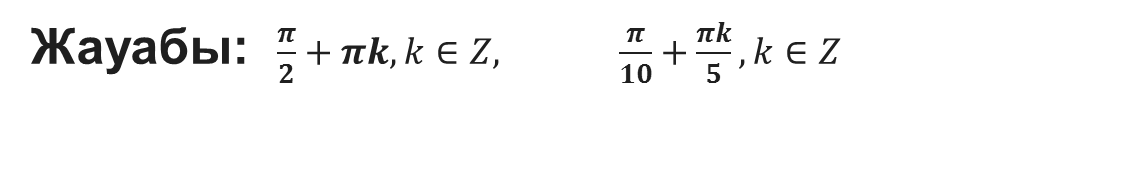 Жауабы: π/2 + πk, k ∈ Z, π/10 + πk/5 , k ∈ Z